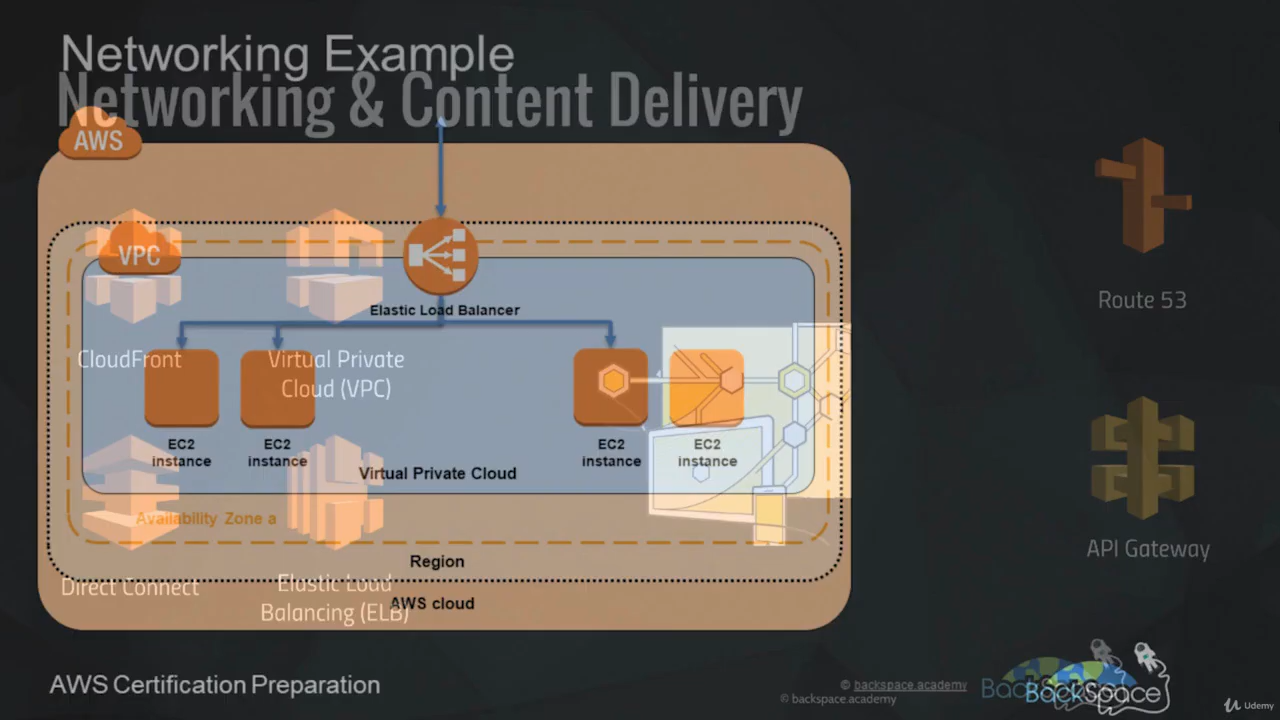 Networking Example
Networking & Content Delivery
AWS
VPC
Elastic Load Balancer
CloudFront
Virtual Private
Cloud (VPC)
EC2
instance
EC2
instance
EC2
instance
EC2
instance
Virtual Private Cloud
Availability Zone a
Region
Direct Connect
Elastic Load
Balancing (ELB)
AWS cloud
Route 53
API Gateway
AWS Certification Preparation
© backspace.academy
© backspace.academy
BackSpace
Udemy